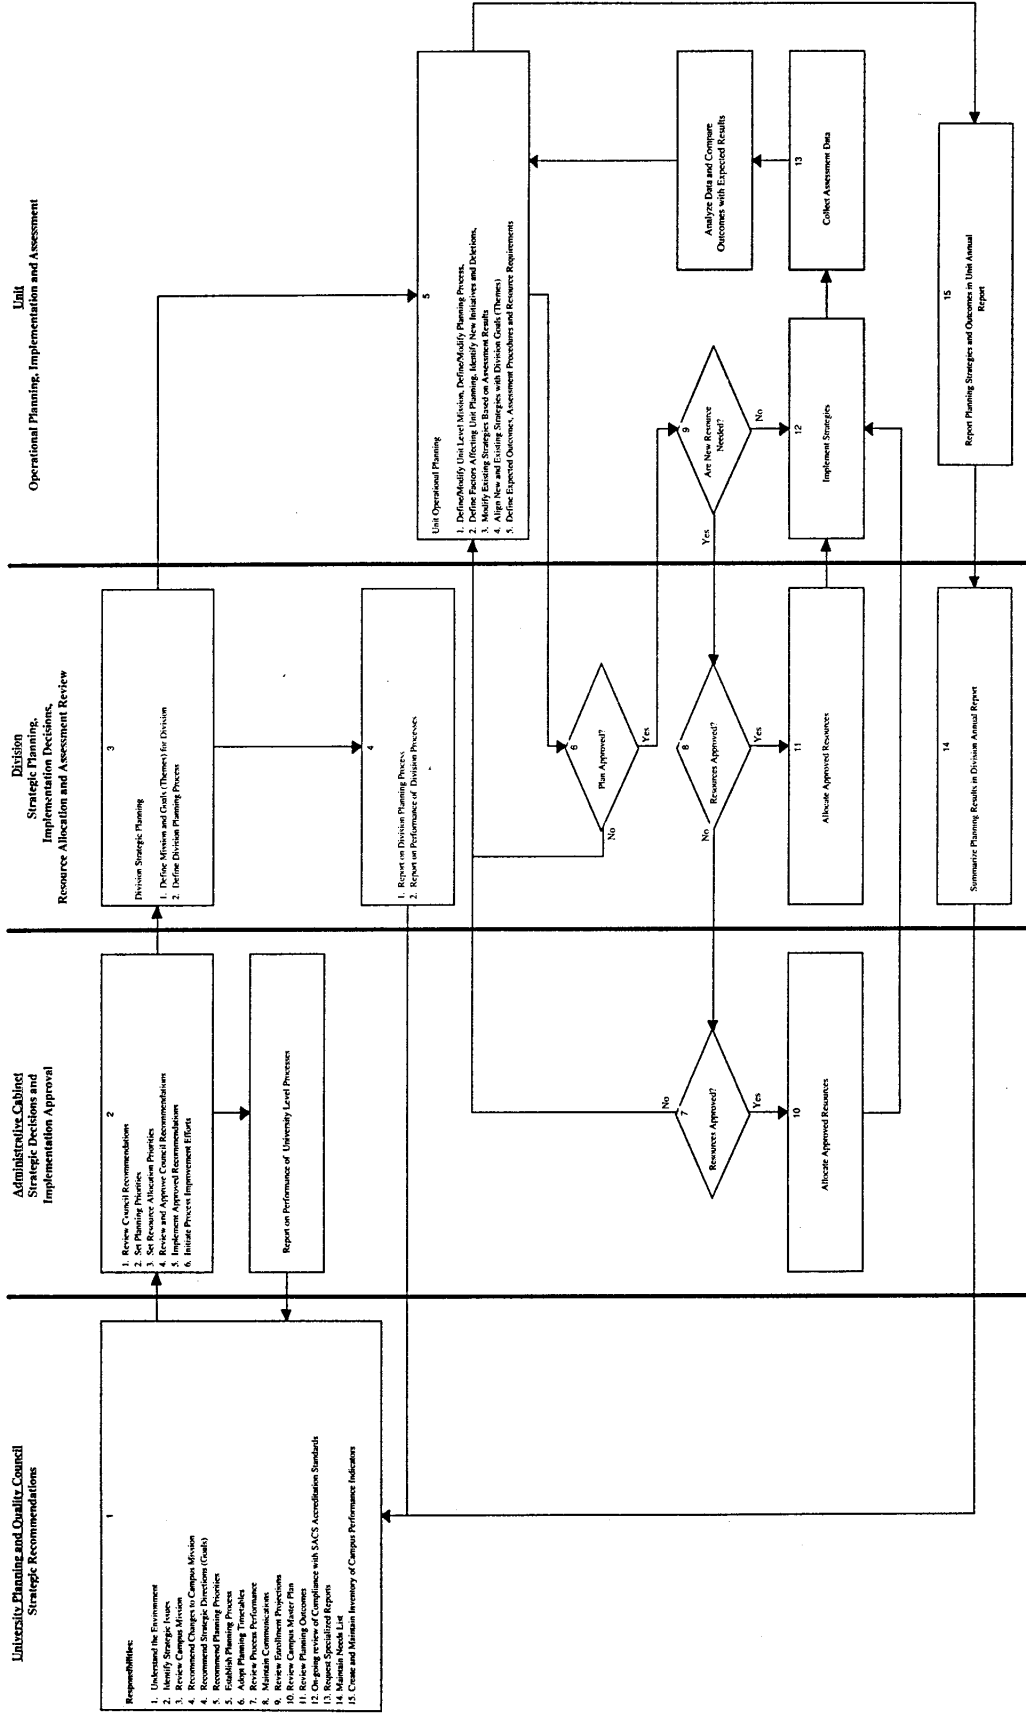 University Planning and Quality Council
Strategic Recommendations
Administrative Cabinet
Strategic Decisions and
Implementation Approval
Division
Strategic Planning,
Implementation Decisions,
Resource Allocation and Assessment Review
Unit
Operational Planning, Implementation and Assessment
1
Responsibilities:
1. Understand the Environment
2. Identify Strategic Issues
3. Review Campus Mission
4. Recommend Changes to Campus Mission
4. Recommend Strategic Directions (Goals)
5. Recommend Planning Priorities
5. Establish Planning Process
6. Adopt Planning Timetables
7. Review Process Performance
8. Maintain Communications
9. Review Enrollment Projections
10. Review Campus Master Plan
11. Review Planning Outcomes
12. On-going review of Compliance with SACS Accreditation Standards
13. Request Specialized Reports
14. Maintain Needs List
15. Create and Maintain Inventory of Campus Performance Indicators
2
1. Review Council Recommendations
2. Set Planning Priorities
3. Set Resource Allocation Priorities
4. Review and Approve Council Recommendations
5. Implement Approved Recommendations
6. Initiate Process Improvement Efforts
Report on Performance of University Level Processes
3
Division Strategic Planning
1. Define Mission and Goals (Themes) for Division
2. Define Division Planning Process
4
1. Report on Division Planning Process
2. Report on Performance of Division Processes
5
Unit Operational Planning
1. Define/Modify Unit Level Mission, Define/Modify Planning Process,
2. Define Factors Affecting Unit Planning, Identify New Initiatives and Deletions,
3. Modify Existing Strategies Based on Assessment Results
4. Align New and Existing Strategies with Division Goals (Themes)
5. Define Expected Outcomes, Assessment Procedures and Resource Requirements
6
Plan Approved?
No
Yes
7
Resources Approved?
No
Yes
8
Resources Approved?
No
Yes
9
Are New Resource
Needed?
Yes
No
10
Allocate Approved Resources
11
Allocate Approved Resources
12
Implement Strategies
13
Collect Assessment Data
Analyze Data and Compare
Outcomes with Expected Results
14
Summarize Planning Results in Division Annual Report
15
Report Planning Strategies and Outcomes in Unit Annual
Report